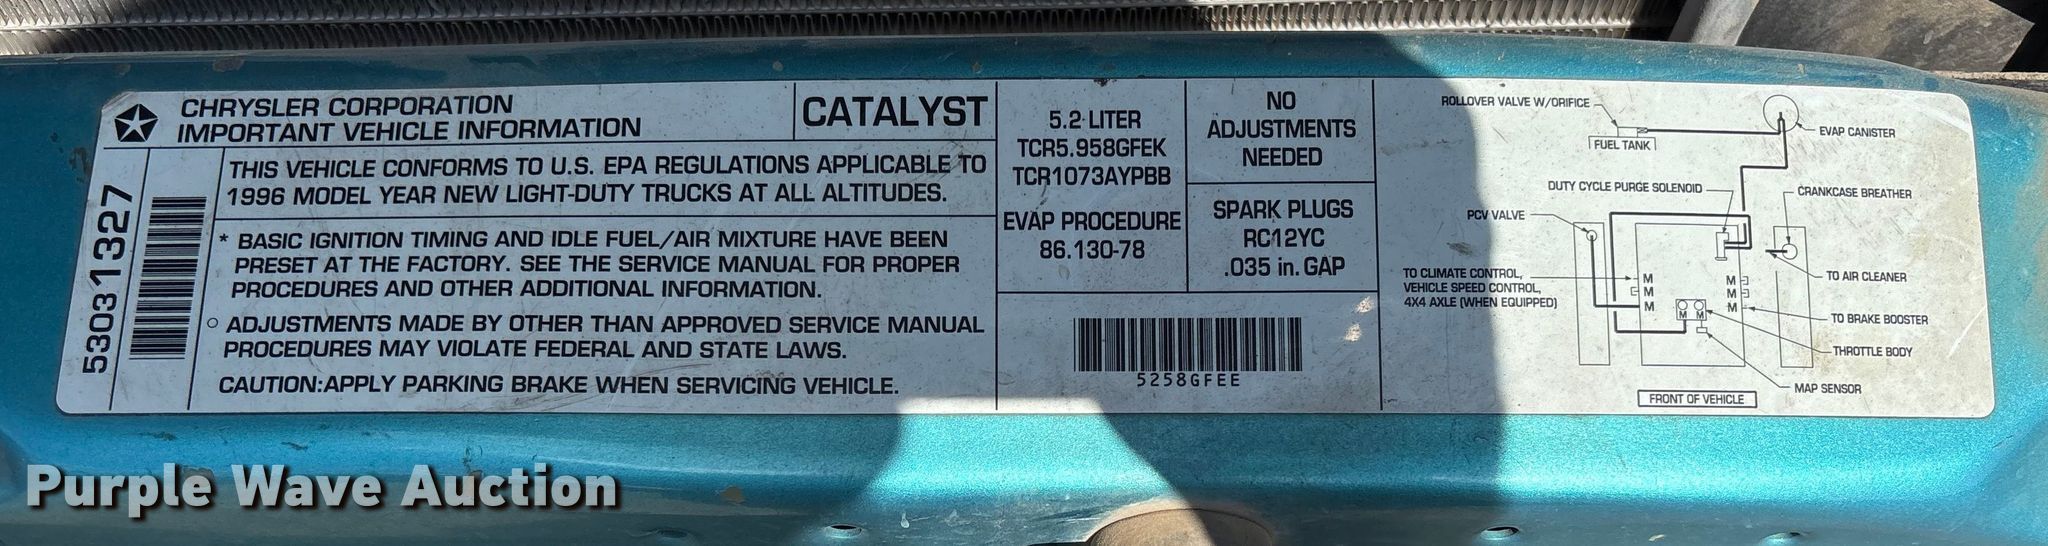 CHRYSLER CORPORATION
IMPORTANT VEHICLE INFORMATION
CATALYST
THIS VEHICLE CONFORMS TO U.S. EPA REGULATIONS APPLICABLE TO
1996 MODEL YEAR NEW LIGHT-DUTY TRUCKS AT ALL ALTITUDES.
* BASIC IGNITION TIMING AND IDLE FUEL/AIR MIXTURE HAVE BEEN
PRESET AT THE FACTORY. SEE THE SERVICE MANUAL FOR PROPER
PROCEDURES AND OTHER ADDITIONAL INFORMATION.
○ ADJUSTMENTS MADE BY OTHER THAN APPROVED SERVICE MANUAL
PROCEDURES MAY VIOLATE FEDERAL AND STATE LAWS.
CAUTION:APPLY PARKING BRAKE WHEN SERVICING VEHICLE.
53031327
5.2 LITER
TCR5.958GFEK
TCR1073AYPBB
EVAP PROCEDURE
86.130-78
NO
ADJUSTMENTS
NEEDED
SPARK PLUGS
RC12YC
.035 in. GAP
5258GFEE
ROLLOVER VALVE W/ORIFICE
FUEL TANK
EVAP CANISTER
DUTY CYCLE PURGE SOLENOID
CRANKCASE BREATHER
PCV VALVE
TO CLIMATE CONTROL,
VEHICLE SPEED CONTROL,
4X4 AXLE (WHEN EQUIPPED)
M
M
M
M
M
M
M M
TO AIR CLEANER
TO BRAKE BOOSTER
THROTTLE BODY
MAP SENSOR
FRONT OF VEHICLE
Purple Wave Auction